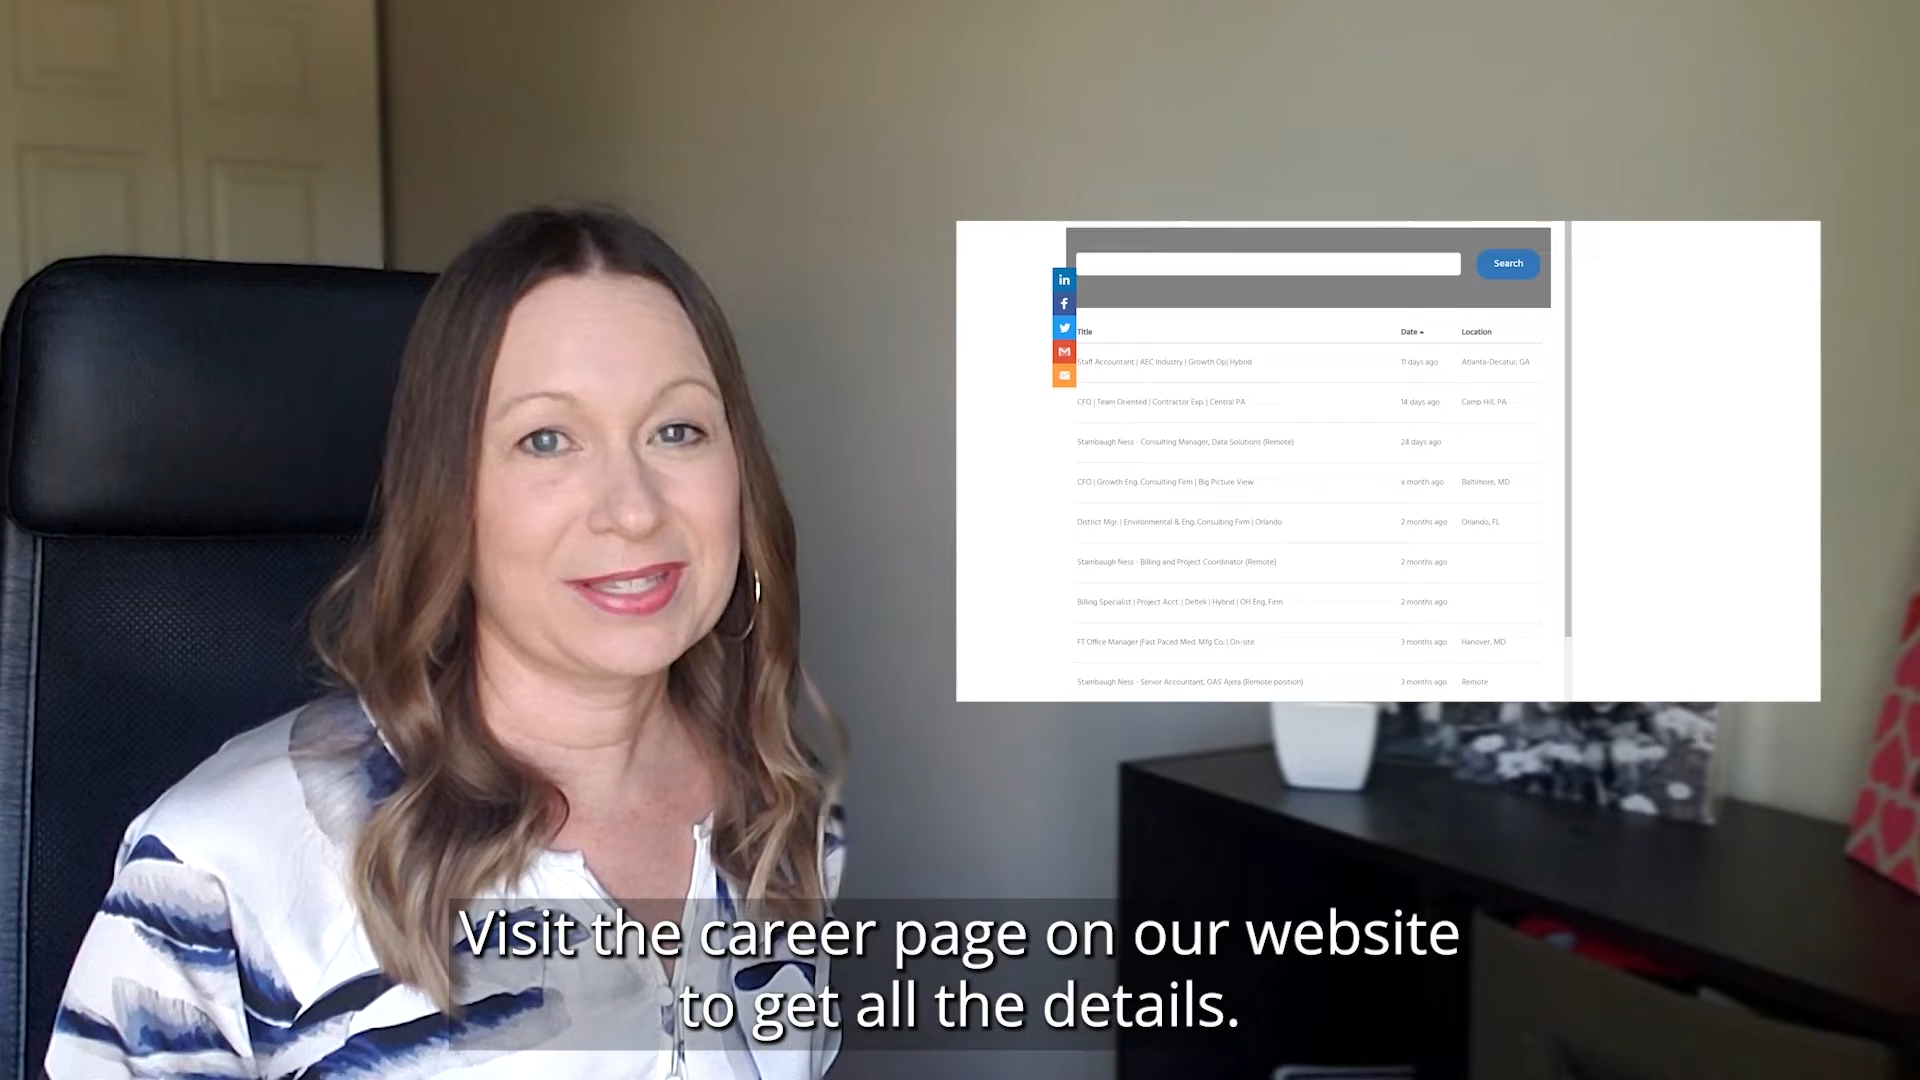 Search
in
f
Title Date Location
Staff Accountant | AEC Industry | Growth Op| Hybrid 11 days ago Atlanta-Decatur, GA
CFO | Team Oriented | Contractor Exp. | Central PA 14 days ago Camp Hill, PA
Stambaugh Ness - Consulting Manager, Data Solutions (Remote) 24 days ago
CFO | Growth Eng. Consulting Firm | Big Picture View a month ago Baltimore, MD
District Mgr. | Environmental & Eng. Consulting Firm | Orlando 2 months ago Orlando, FL
Stambaugh Ness - Billing and Project Coordinator (Remote) 2 months ago
Billing Specialist | Project Acct. | Deltek | Hybrid | OH Eng. Firm 2 months ago
FT Office Manager |Fast Paced Med. Mfg Co. | On-site 3 months ago Hanover, MD
Stambaugh Ness - Senior Accountant, OAS Ajera (Remote position) 3 months ago Remote
Visit the career page on our website
to get all the details.